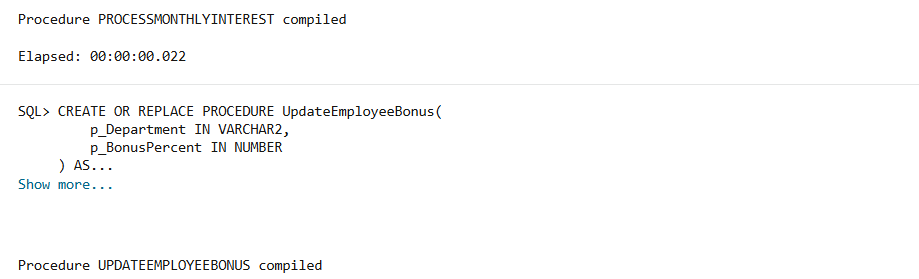 Procedure PROCESSMONTHLYINTEREST compiled
Elapsed: 00:00:00.022
SQL> CREATE OR REPLACE PROCEDURE UpdateEmployeeBonus(
p_Department IN VARCHAR2,
p_BonusPercent IN NUMBER
) AS...
Show more...
Procedure UPDATEEMPLOYEEBONUS compiled